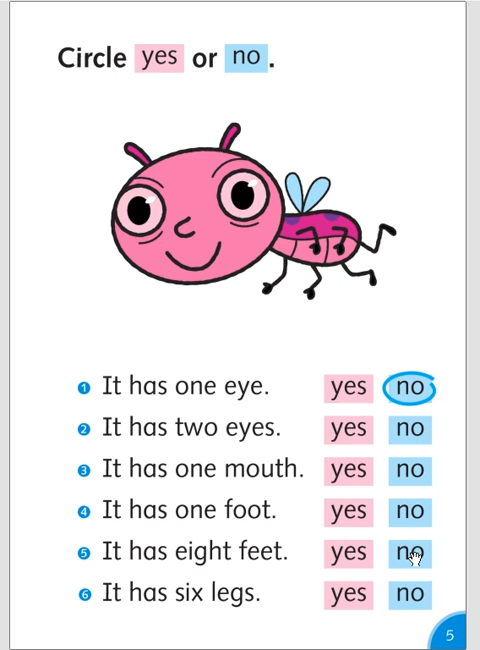 Circle yes or no.
1 It has one eye. yes no
2 It has two eyes. yes no
3 It has one mouth. yes no
4 It has one foot. yes no
5 It has eight feet. yes no
6 It has six legs. yes no
5